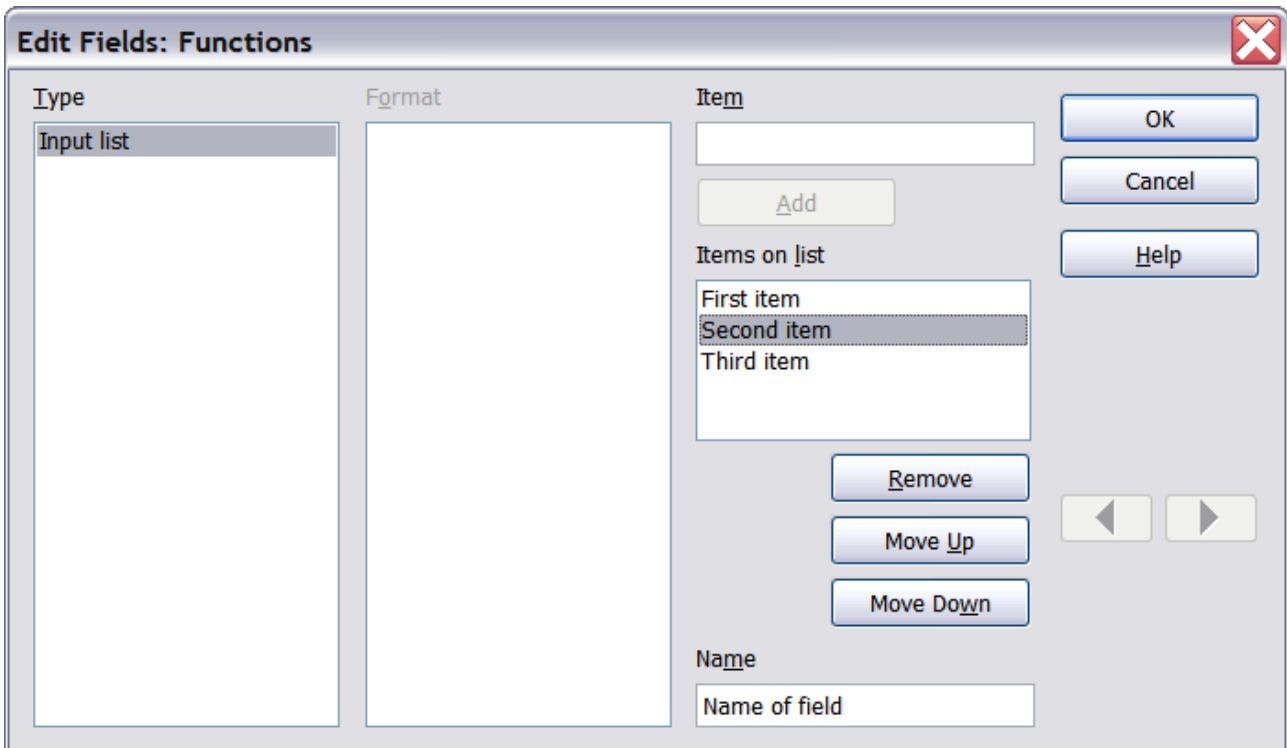 Edit Fields: Functions
Type
Input list
Format
Item
Add
Items on list
First item
Second item
Third item
Remove
Move Up
Move Down
Name
Name of field
OK
Cancel
Help